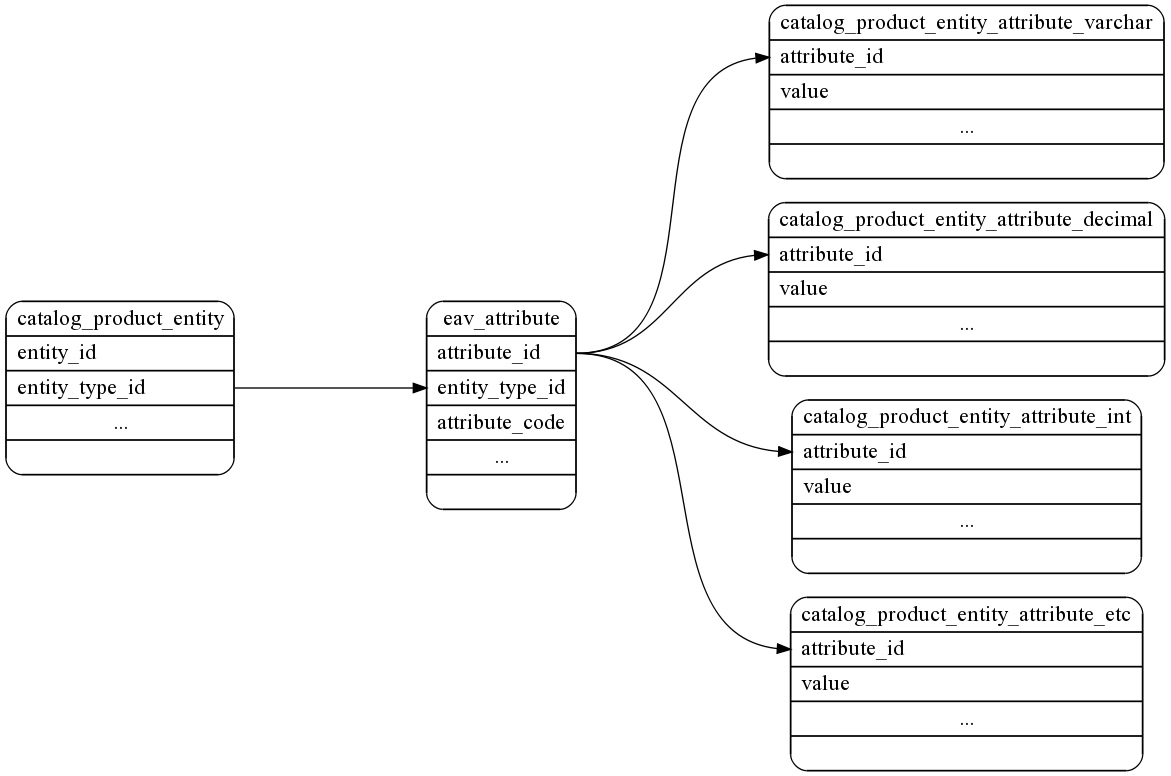 catalog_product_entity
entity_id
entity_type_id
...
eav_attribute
attribute_id
entity_type_id
attribute_code
...
catalog_product_entity_attribute_varchar
attribute_id
value
...
catalog_product_entity_attribute_decimal
attribute_id
value
...
catalog_product_entity_attribute_int
attribute_id
value
...
catalog_product_entity_attribute_etc
attribute_id
value
...